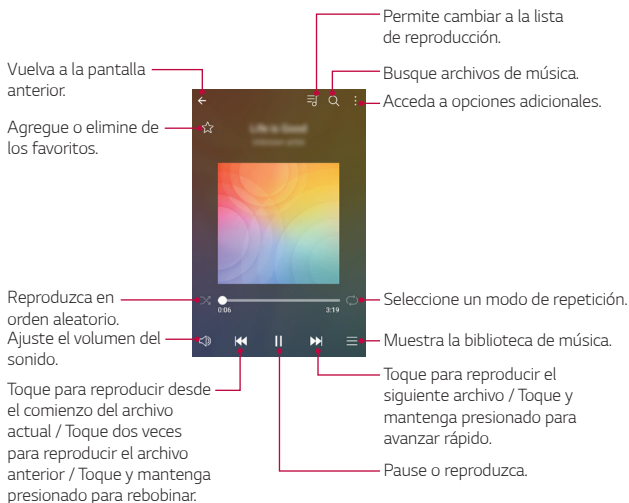 Permite cambiar a la lista
de reproducción.
Vuelva a la pantalla
anterior.
Busque archivos de música.
Acceda a opciones adicionales.
Agregue o elimine de
los favoritos.
Life is Good
0:06
3:19
Reproduzca en
orden aleatorio.
Seleccione un modo de repetición.
Ajuste el volumen del
sonido.
Muestra la biblioteca de música.
Toque para reproducir desde
el comienzo del archivo
actual / Toque dos veces
para reproducir el archivo
anterior / Toque y mantenga
presionado para rebobinar.
Toque para reproducir el
siguiente archivo / Toque y
mantenga presionado para
avanzar rápido.
Pause o reproduzca.